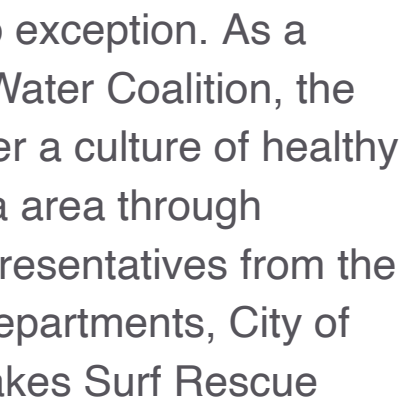 exception. As a
Water Coalition, the
er a culture of healthy
a area through
resentatives from the
epartments, City of
akes Surf Rescue